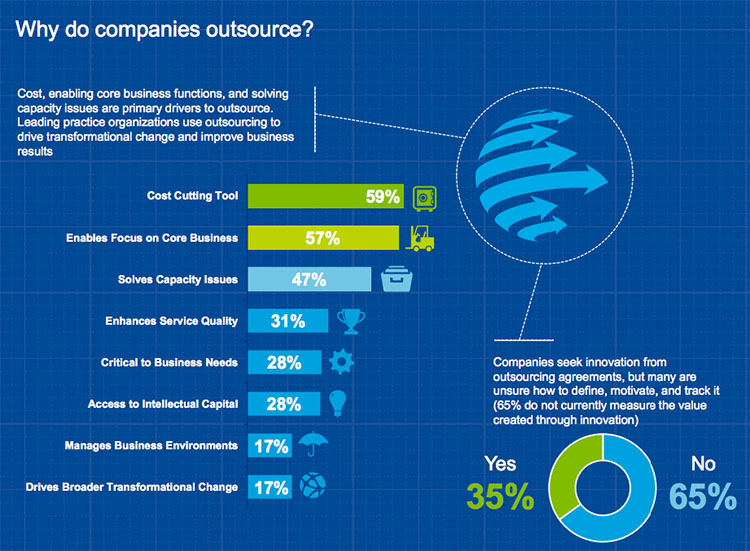 Why do companies outsource?
Cost, enabling core business functions, and solving
capacity issues are primary drivers to outsource.
Leading practice organizations use outsourcing to
drive transformational change and improve business
results
Cost Cutting Tool 59%
Enables Focus on Core Business 57%
Solves Capacity Issues 47%
Enhances Service Quality 31%
Critical to Business Needs 28%
Access to Intellectual Capital 28%
Manages Business Environments 17%
Drives Broader Transformational Change 17%
Companies seek innovation from
outsourcing agreements, but many are
unsure how to define, motivate, and track it
(65% do not currently measure the value
created through innovation)
Yes
35%
No
65%